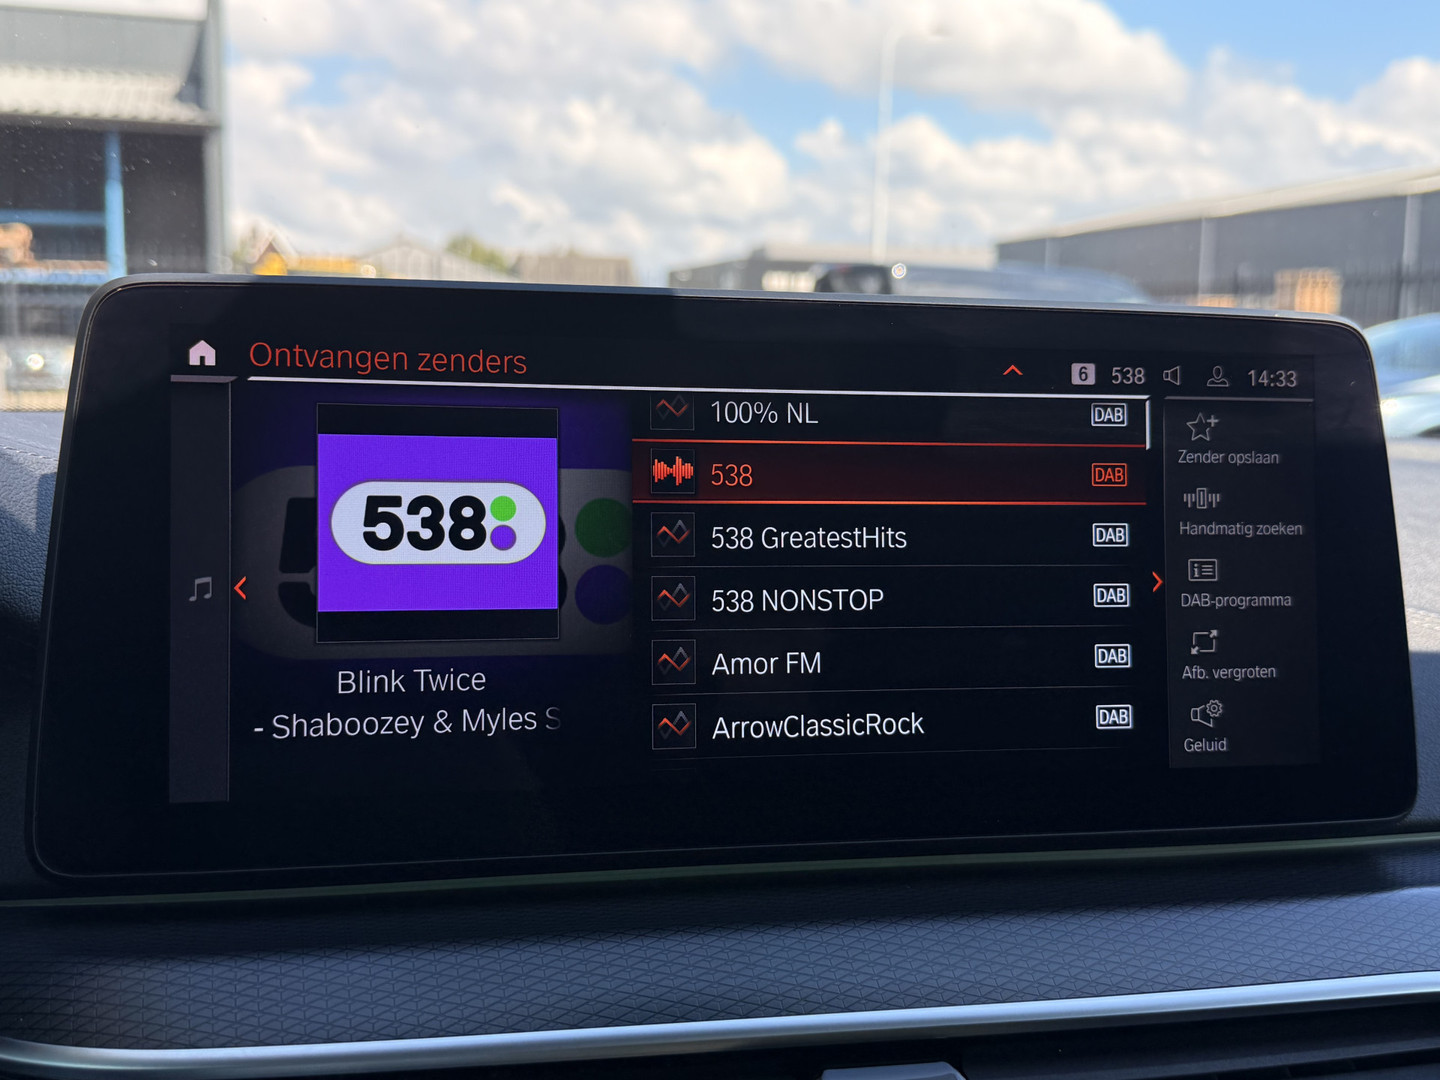 Ontvangen zenders
6 538 14:33
538
Blink Twice
- Shaboozey & Myles S
100% NL DAB
538 DAB
538 GreatestHits DAB
538 NONSTOP DAB
Amor FM DAB
ArrowClassicRock DAB
Zender opslaan
Handmatig zoeken
DAB-programma
Afb. vergroten
Geluid